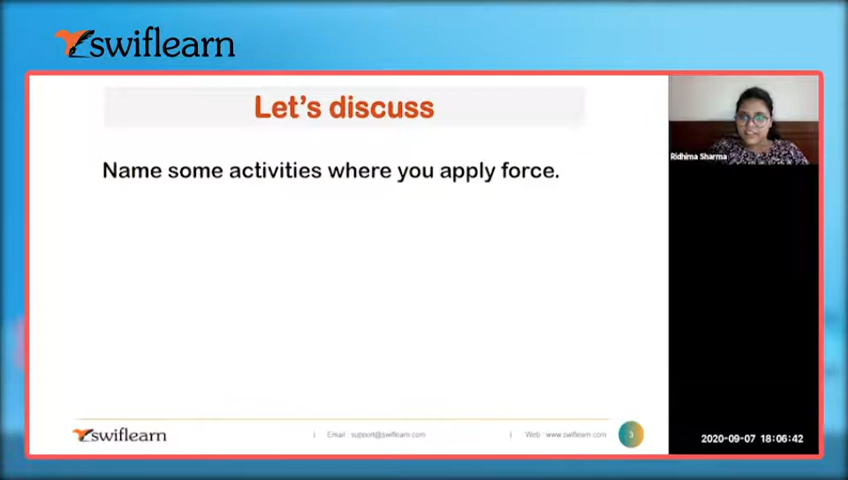 swiflearn
Let's discuss
Name some activities where you apply force.
Ridhima Sharma
swiflearn
Email : support@swiflearn.com
Web : www.swiflearn.com
3
2020-09-07 18:06:42